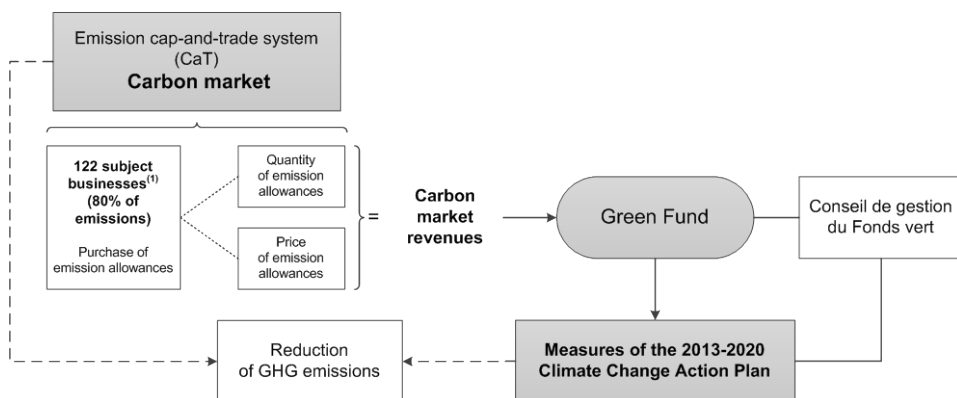 Emission cap-and-trade system
(CaT)
Carbon market
122 subject
businesses(1)
(80% of
emissions)
Purchase of
emission allowances
Quantity
of emission
allowances
Price
of emission
allowances
=
Carbon
market
revenues
Green Fund
Conseil de gestion
du Fonds vert
Reduction
of GHG emissions
Measures of the 2013-2020
Climate Change Action Plan